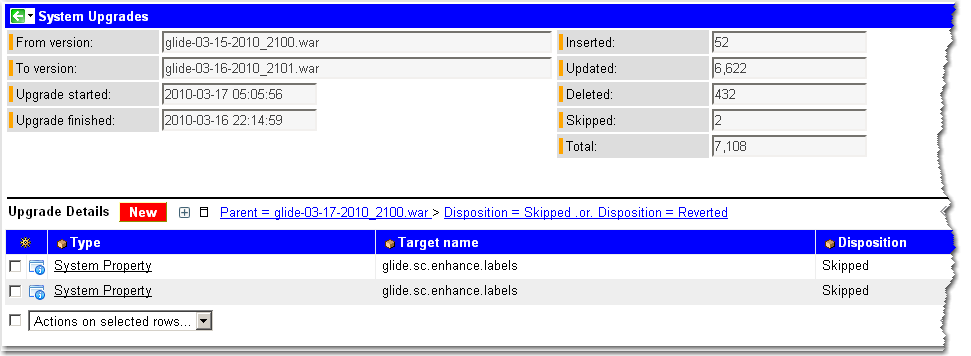 System Upgrades
From version: glide-03-15-2010_2100.war Inserted: 52
To version: glide-03-16-2010_2101.war Updated: 6,622
Upgrade started: 2010-03-17 05:05:56 Deleted: 432
Upgrade finished: 2010-03-16 22:14:59 Skipped: 2
Total: 7,108
Upgrade Details New Parent = glide-03-17-2010_2100.war > Disposition = Skipped .or. Disposition = Reverted
Type Target name Disposition
System Property glide.sc.enhance.labels Skipped
System Property glide.sc.enhance.labels Skipped
Actions on selected rows...